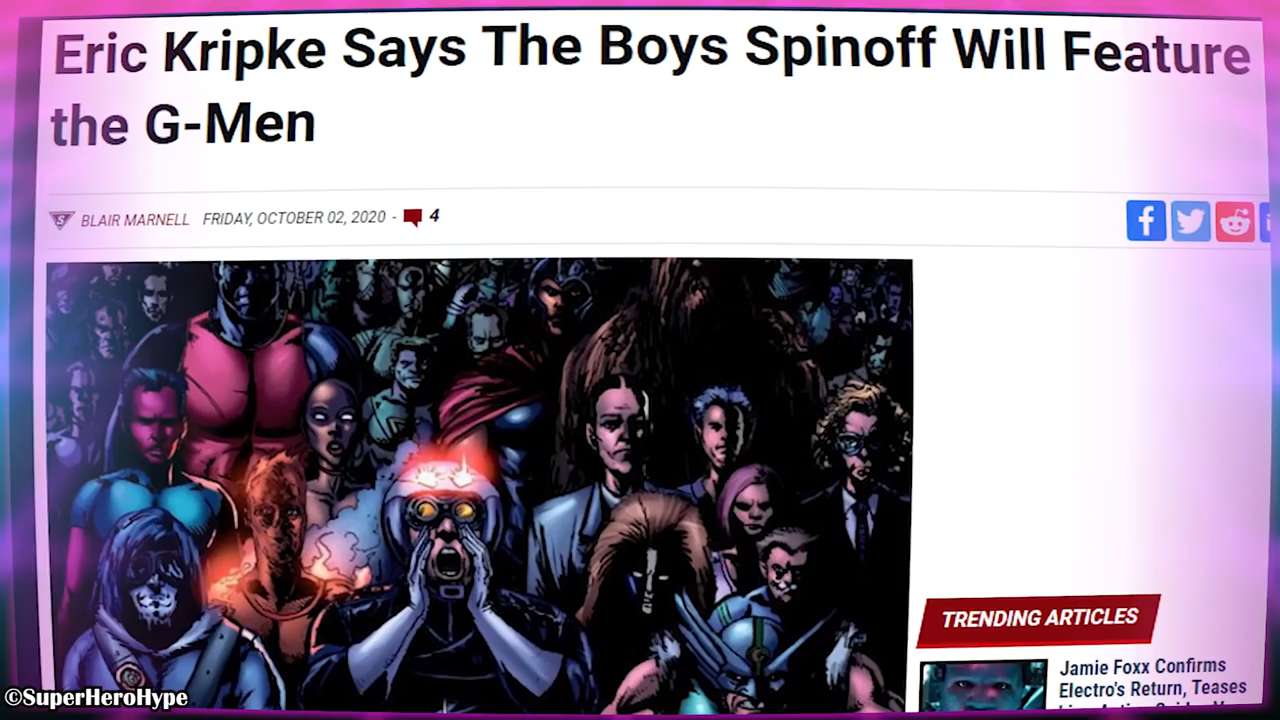 Eric Kripke Says The Boys Spinoff Will Feature
the G-Men
BLAIR MARNELL FRIDAY, OCTOBER 02, 2020 - 4
TRENDING ARTICLES
Jamie Foxx Confirms
Electro's Return, Teases
©SuperHeroHype